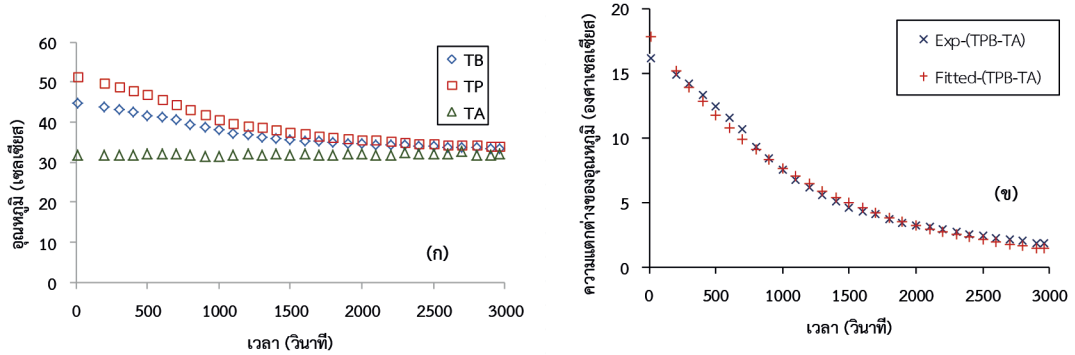 อุณหภูมิ (เซลเซียส)
60
50
40
30
20
10
0
0 500 1000 1500 2000 2500 3000
เวลา (วินาที)
TB
TP
TA
(ก)
ความแตกต่างของอุณหภูมิ (องศาเซลเซียส)
20
15
10
5
0
0 500 1000 1500 2000 2500 3000
เวลา (วินาที)
Exp-(TPB-TA)
Fitted-(TPB-TA)
(ข)